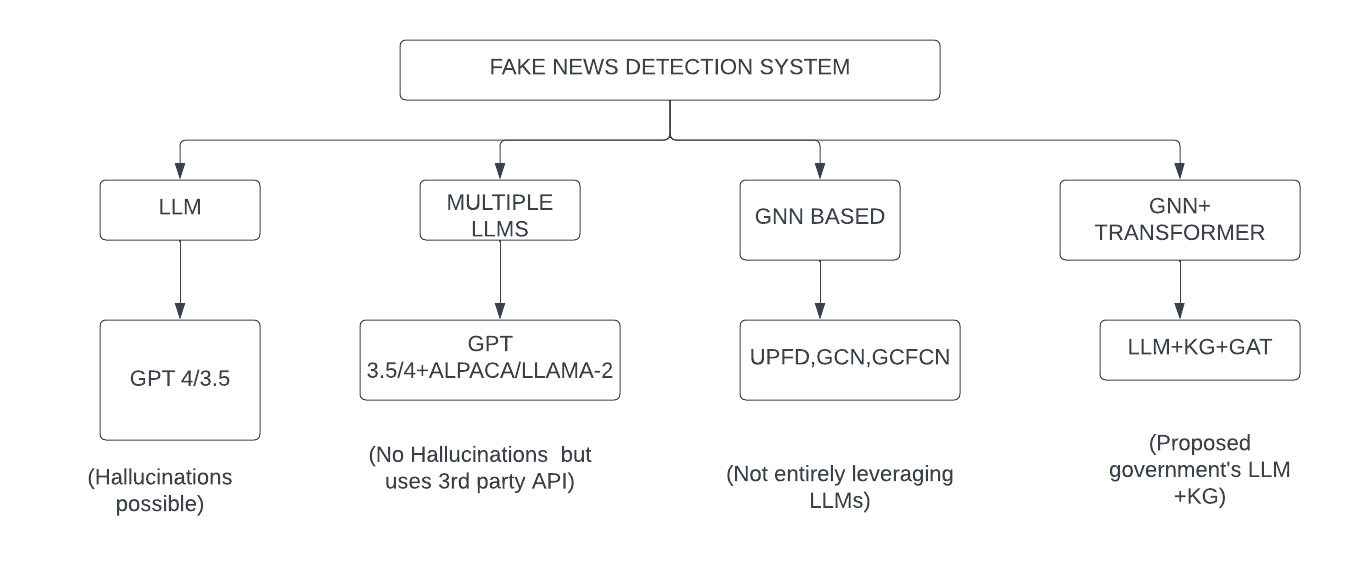 FAKE NEWS DETECTION SYSTEM
LLM
MULTIPLE
LLMS
GNN BASED
GNN+
TRANSFORMER
GPT 4/3.5
GPT
3.5/4+ALPACA/LLAMA-2
UPFD,GCN,GCFCN
LLM+KG+GAT
(Hallucinations
possible)
(No Hallucinations but
uses 3rd party API)
(Not entirely leveraging
LLMs)
(Proposed
government's LLM
+KG)